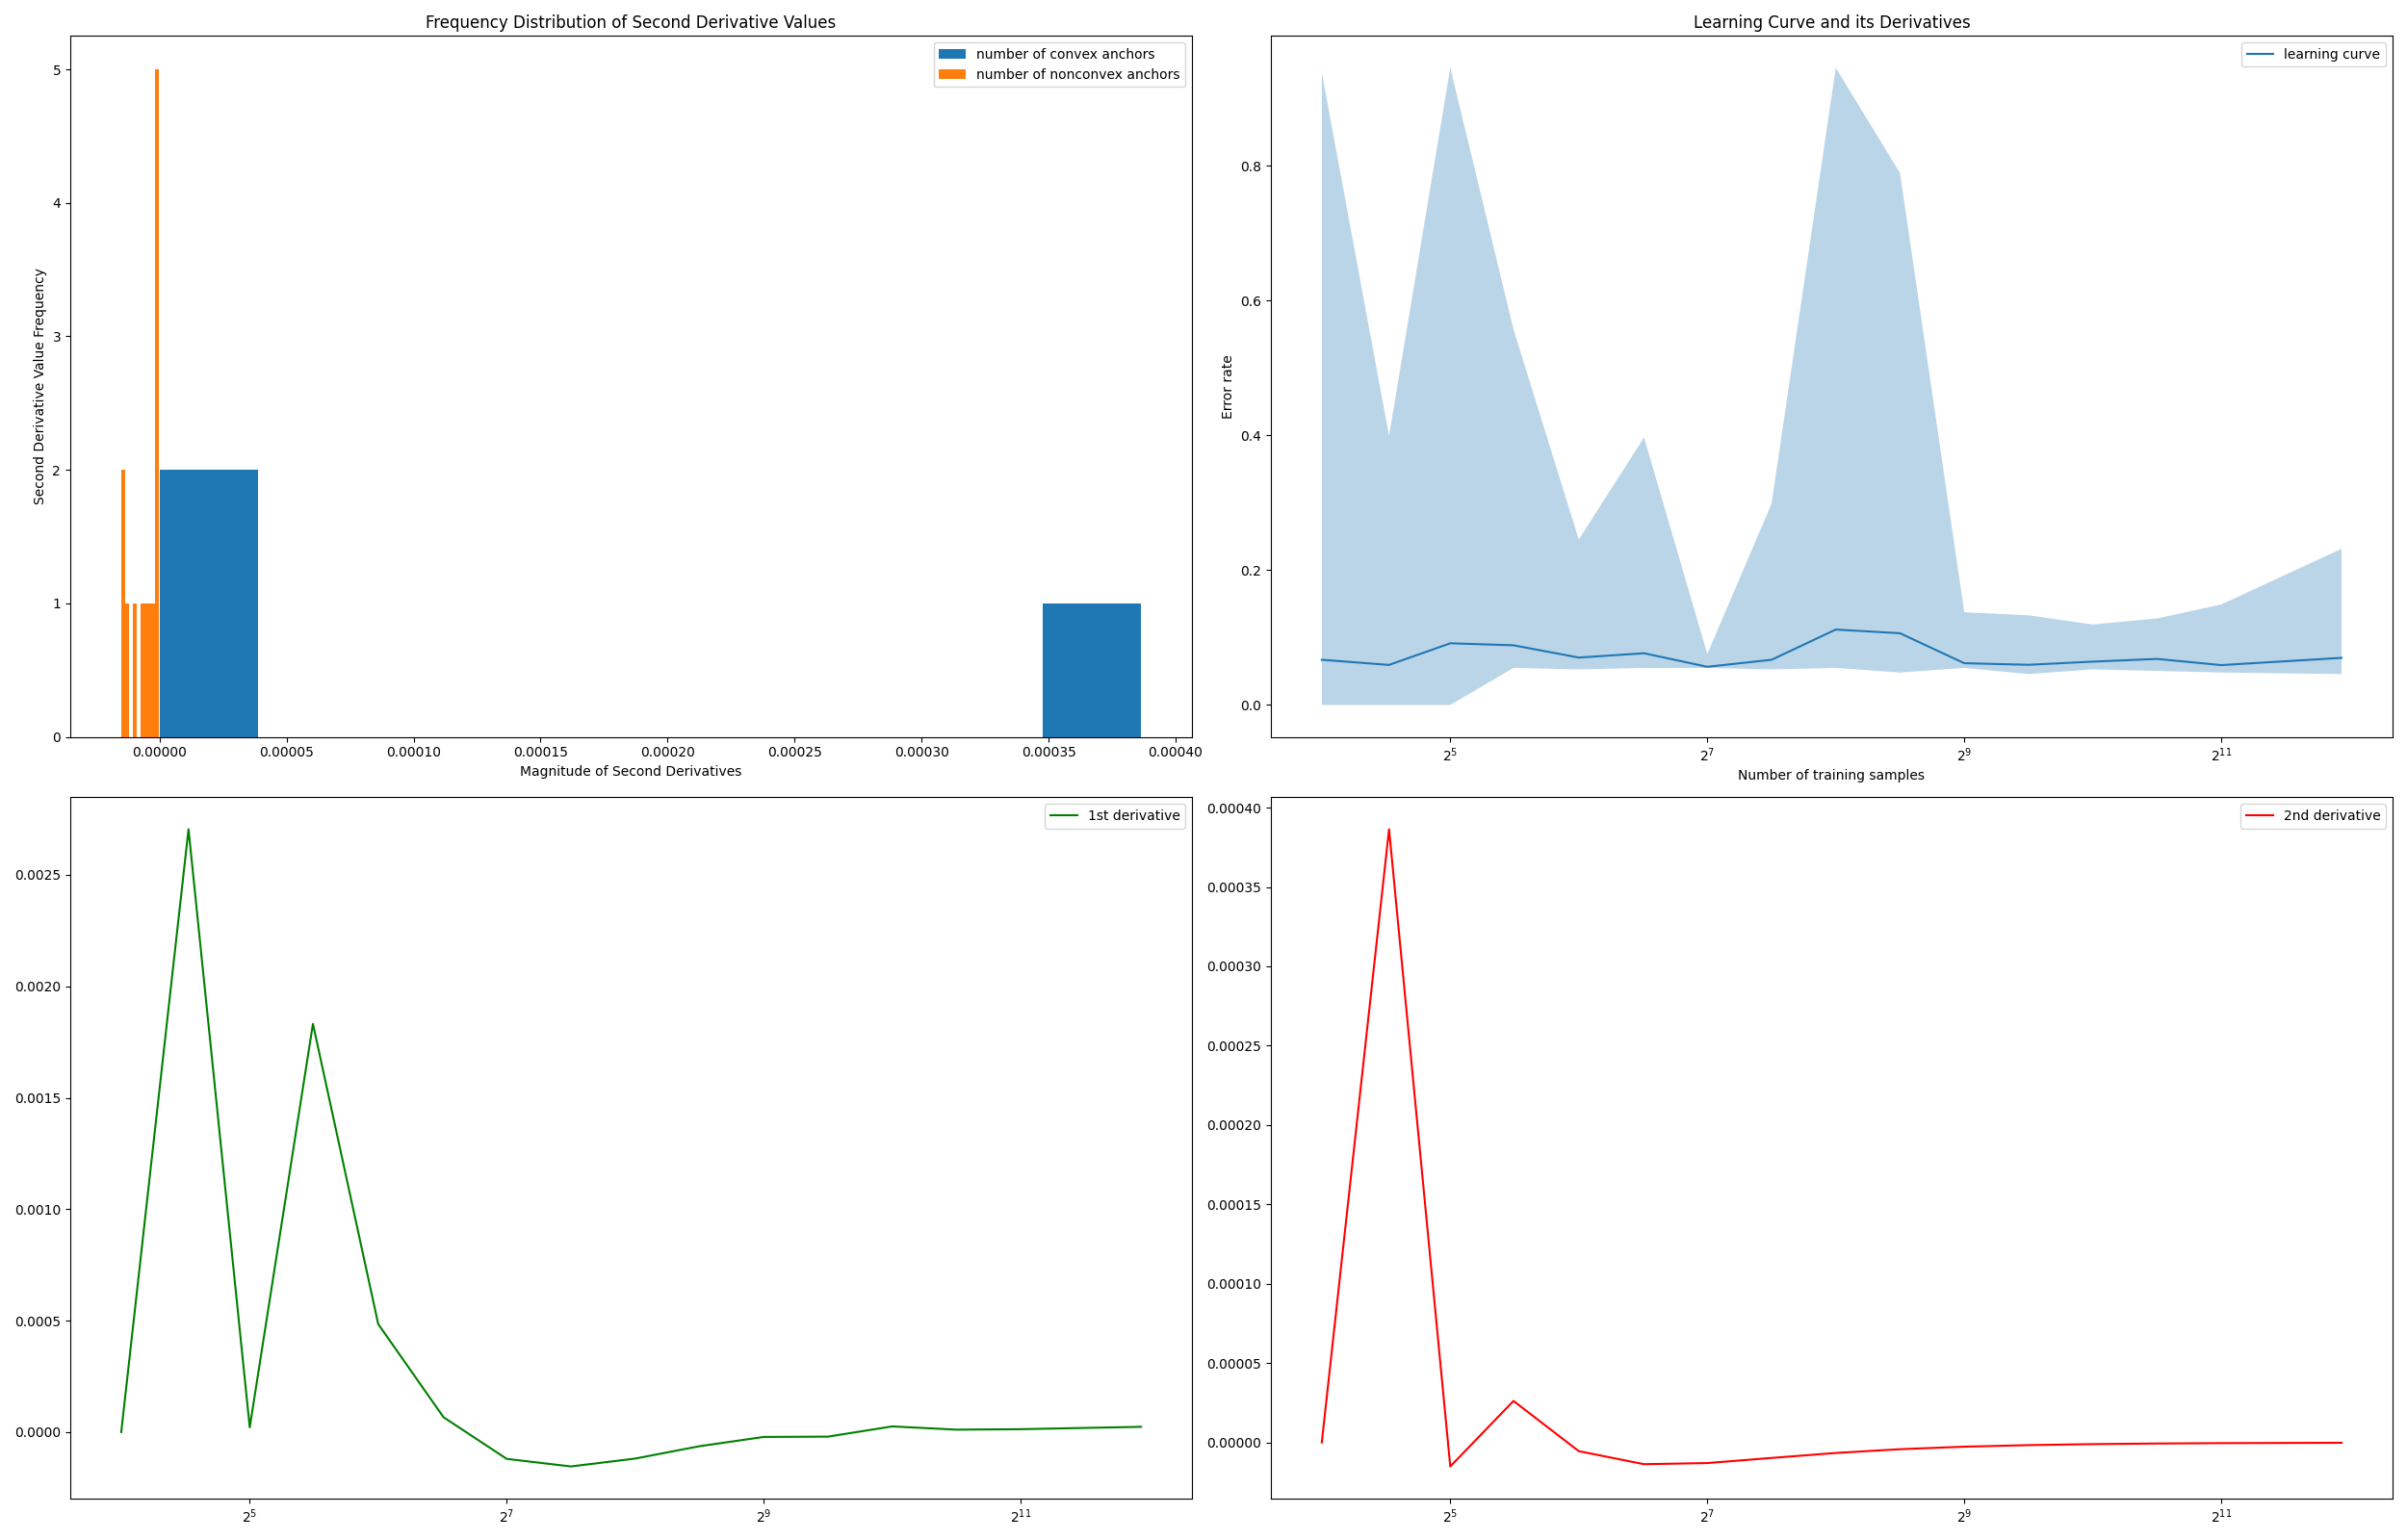 Frequency Distribution of Second Derivative Values
number of convex anchors
number of nonconvex anchors
Second Derivative Value Frequency
5
4
3
2
1
0
0.00000 0.00005 0.00010 0.00015 0.00020 0.00025 0.00030 0.00035 0.00040
Magnitude of Second Derivatives
Learning Curve and its Derivatives
learning curve
Error rate
0.8
0.6
0.4
0.2
0.0
2^5 2^7 2^9 2^11
Number of training samples
1st derivative
0.0025
0.0020
0.0015
0.0010
0.0005
0.0000
2^5 2^7 2^9 2^11
2nd derivative
0.00040
0.00035
0.00030
0.00025
0.00020
0.00015
0.00010
0.00005
0.00000
2^5 2^7 2^9 2^11